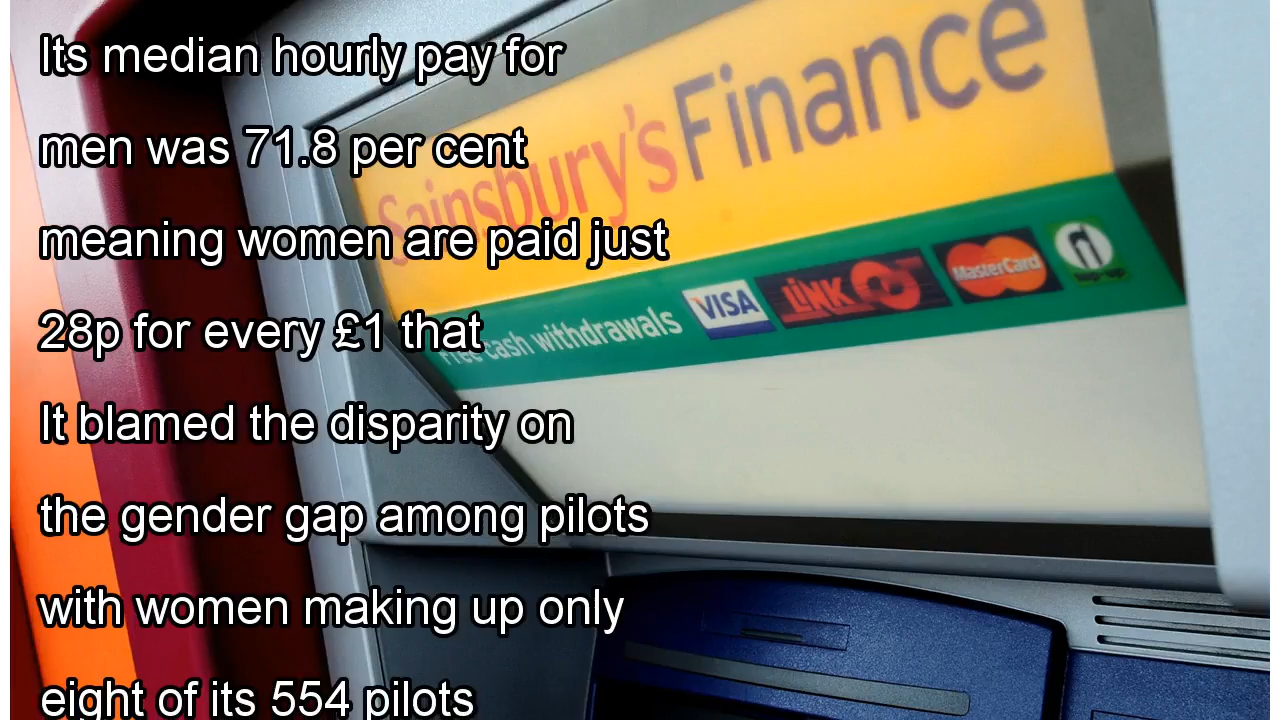 Its median hourly pay for
men was 71.8 per cent
meaning women are paid just
28p for every £1 that
It blamed the disparity on
the gender gap among pilots
with women making up only
eight of its 554 pilots
Sainsbury's Finance
Free cash withdrawals
VISA
LINK
MasterCard